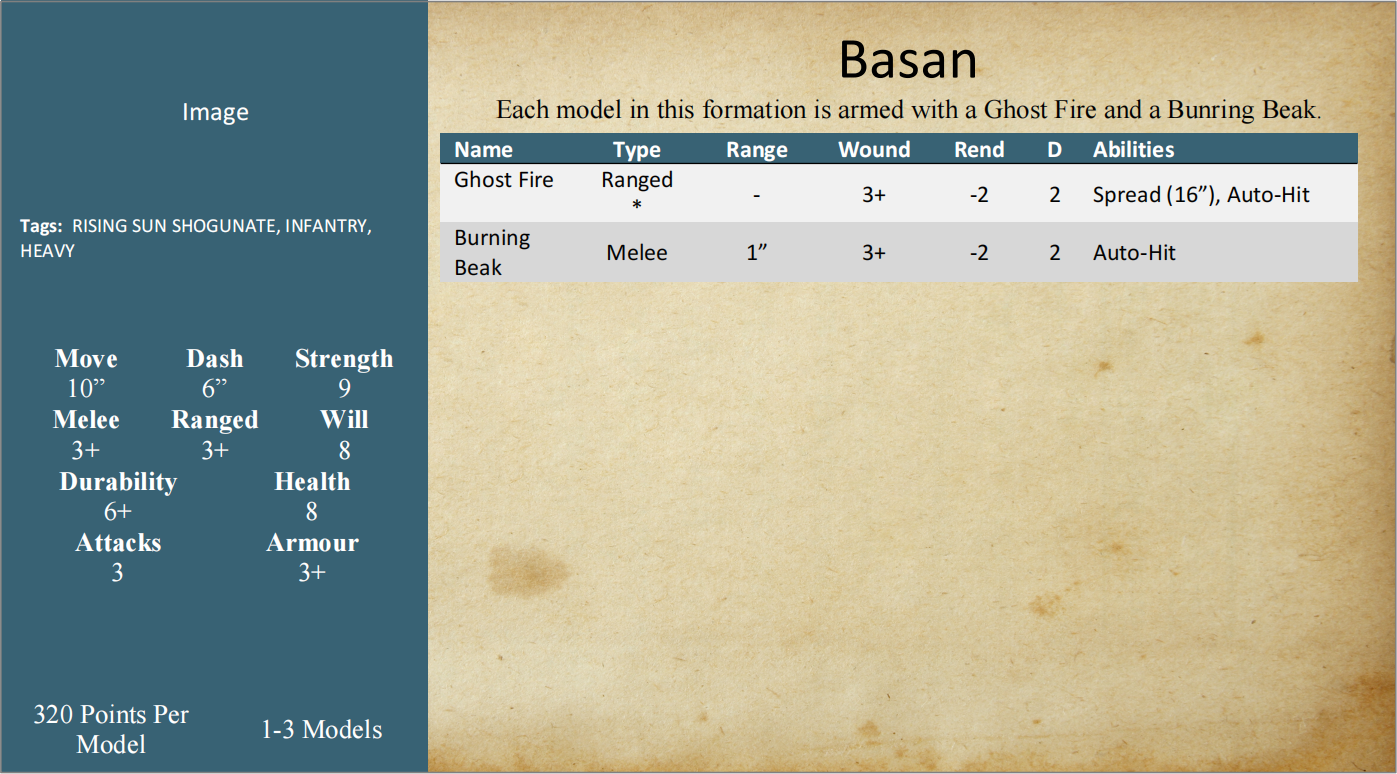 Image
Tags: RISING SUN SHOGUNATE, INFANTRY,
HEAVY
Move Dash Strength
10” 6” 9
Melee Ranged Will
3+ 3+ 8
Durability Health
6+ 8
Attacks Armour
3 3+
320 Points Per
Model
1-3 Models
Basan
Each model in this formation is armed with a Ghost Fire and a Bunring Beak.
Name Type Range Wound Rend D Abilities
Ghost Fire Ranged * - 3+ -2 2 Spread (16”), Auto-Hit
Burning
Beak Melee 1” 3+ -2 2 Auto-Hit